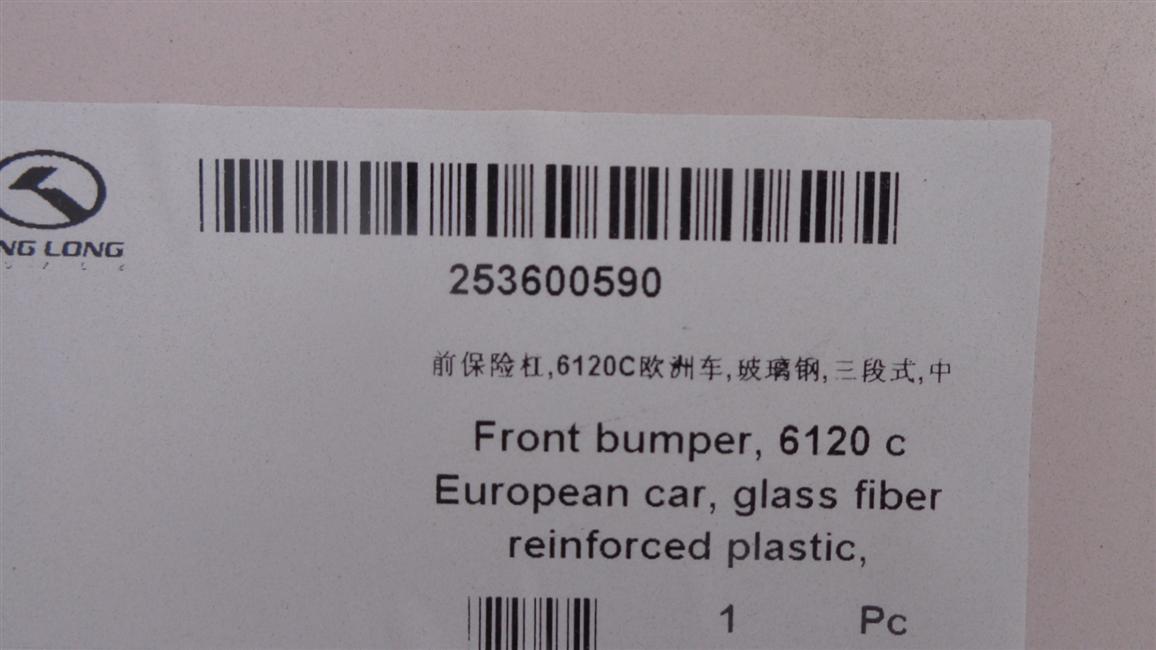 NG LONG
253600590
前保险杠,6120C欧洲车,玻璃钢,三段式,中
Front bumper, 6120 c
European car, glass fiber
reinforced plastic,
1 Pc